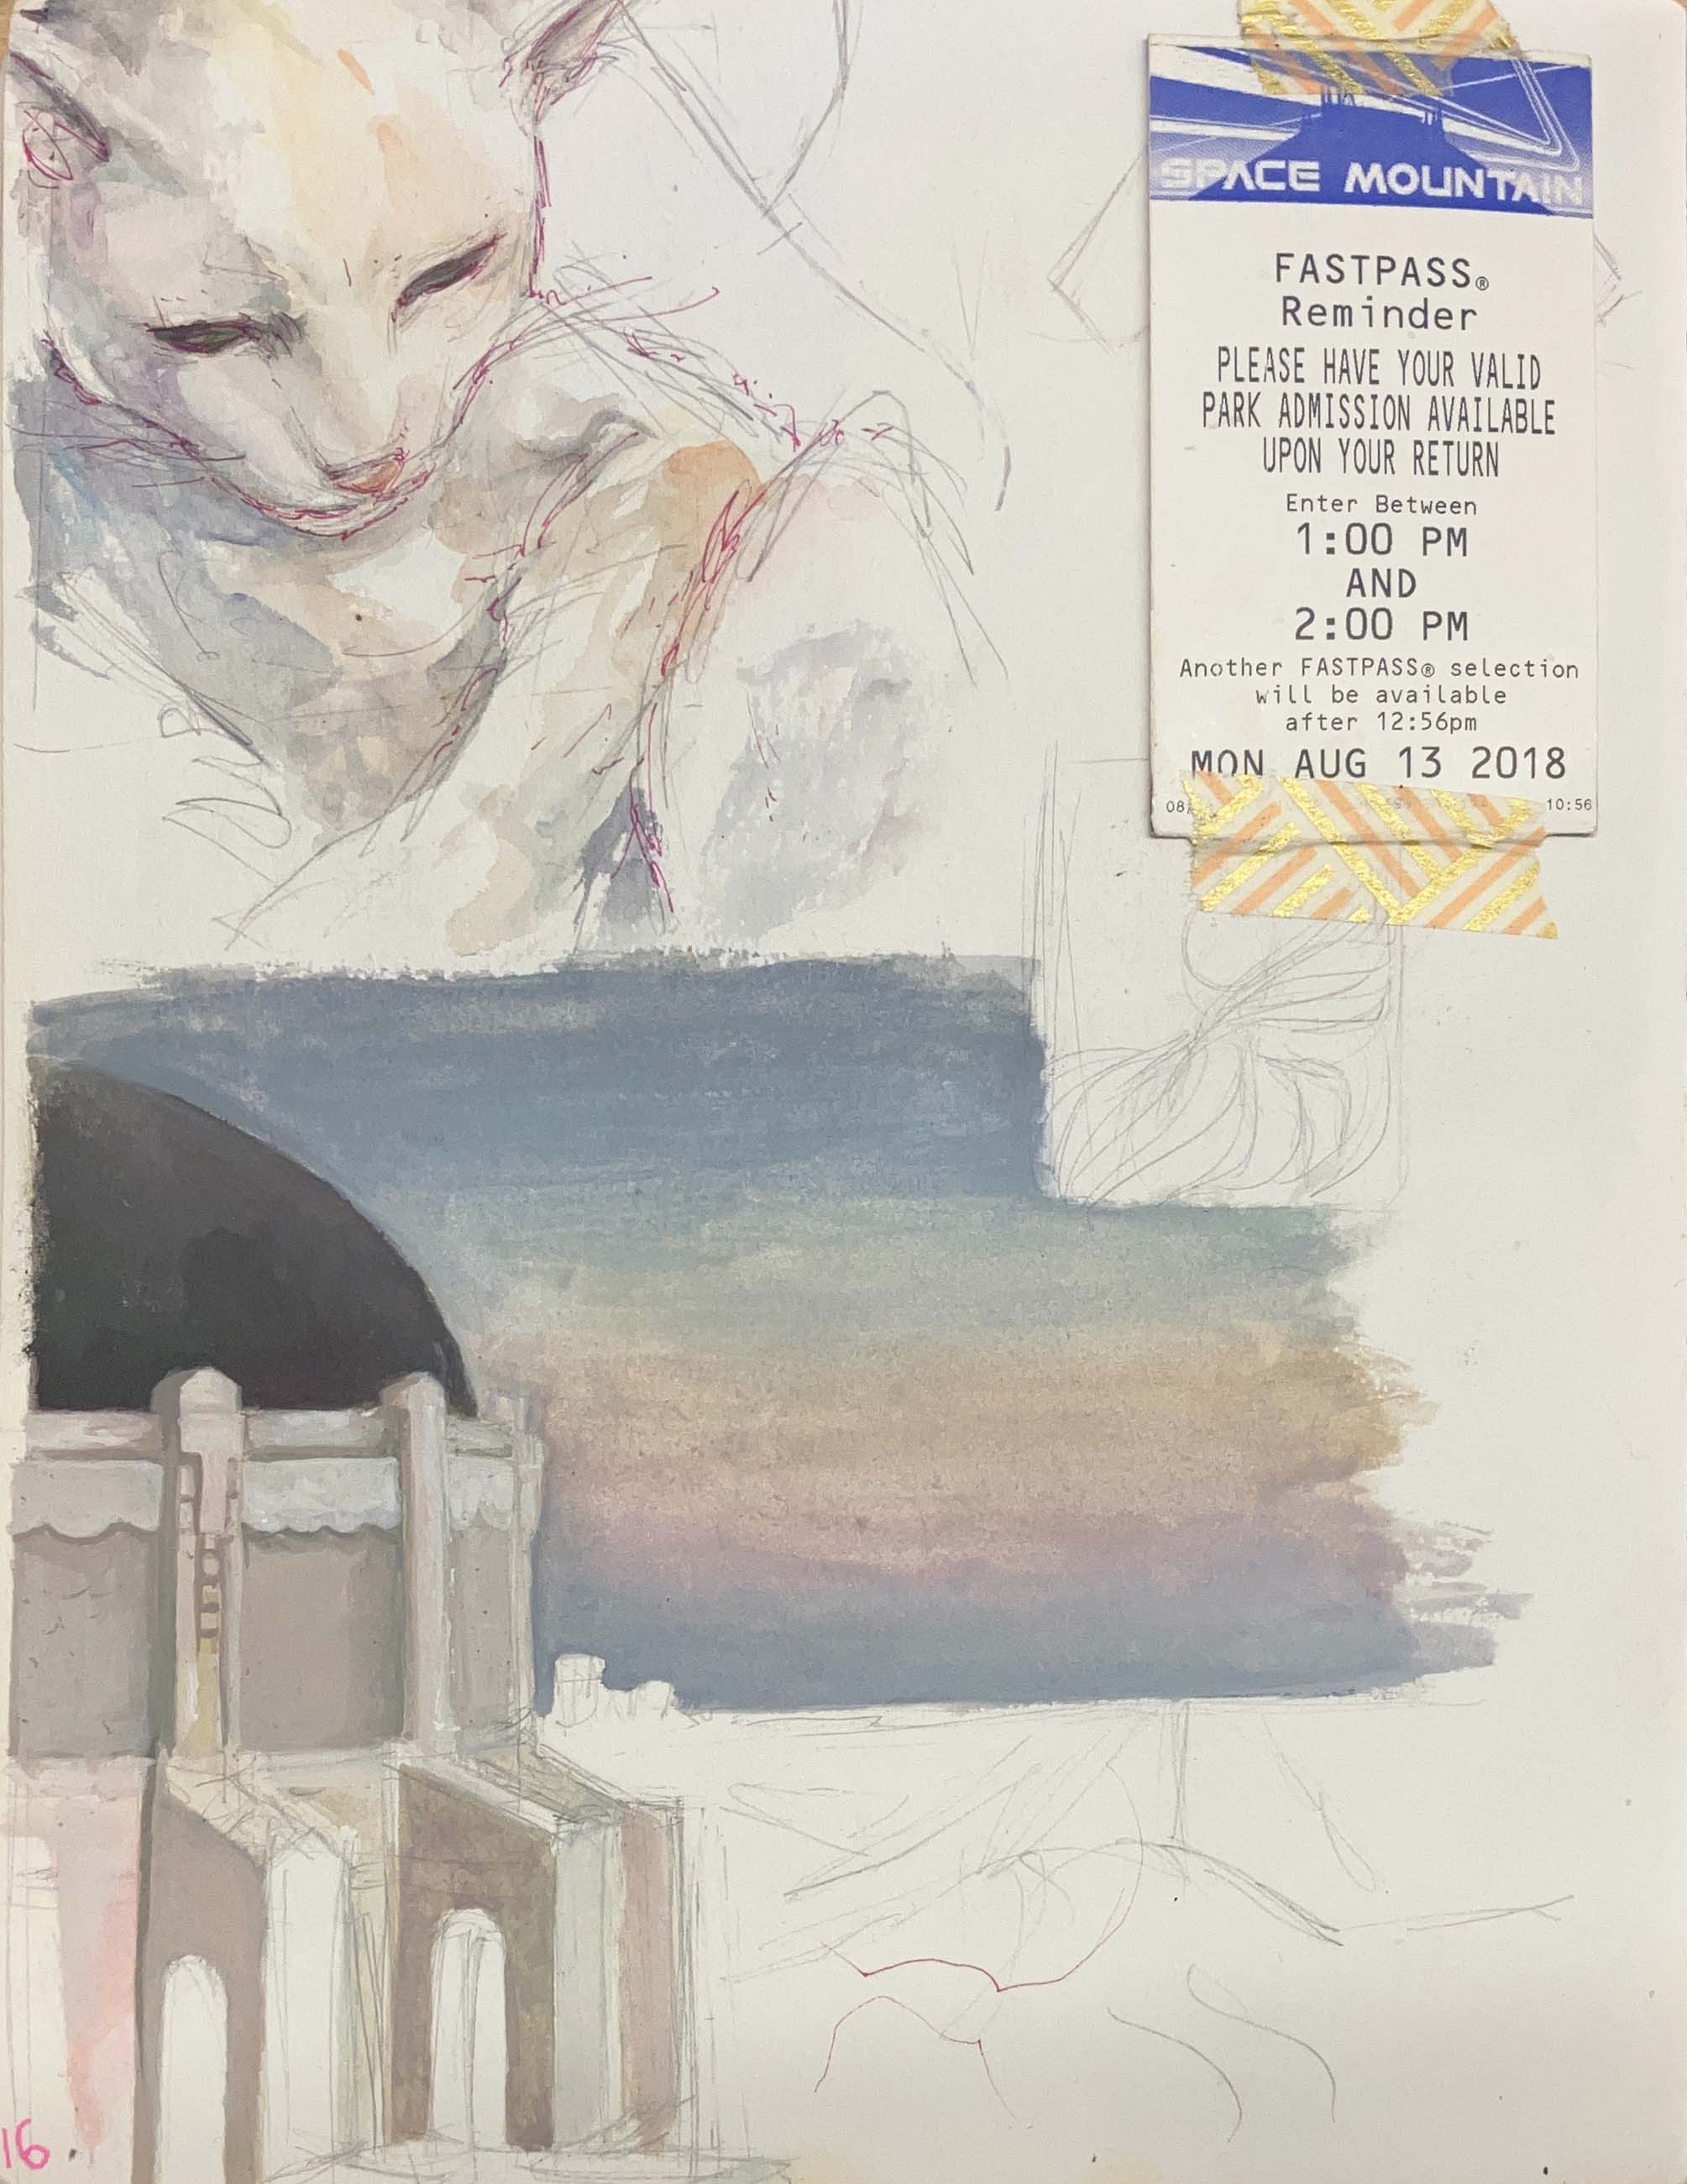 SPACE MOUNTAIN
FASTPASS®
Reminder
PLEASE HAVE YOUR VALID
PARK ADMISSION AVAILABLE
UPON YOUR RETURN
Enter Between
1:00 PM
AND
2:00 PM
Another FASTPASS® selection
will be available
after 12:56pm
MON AUG 13 2018
08 10:56
16.